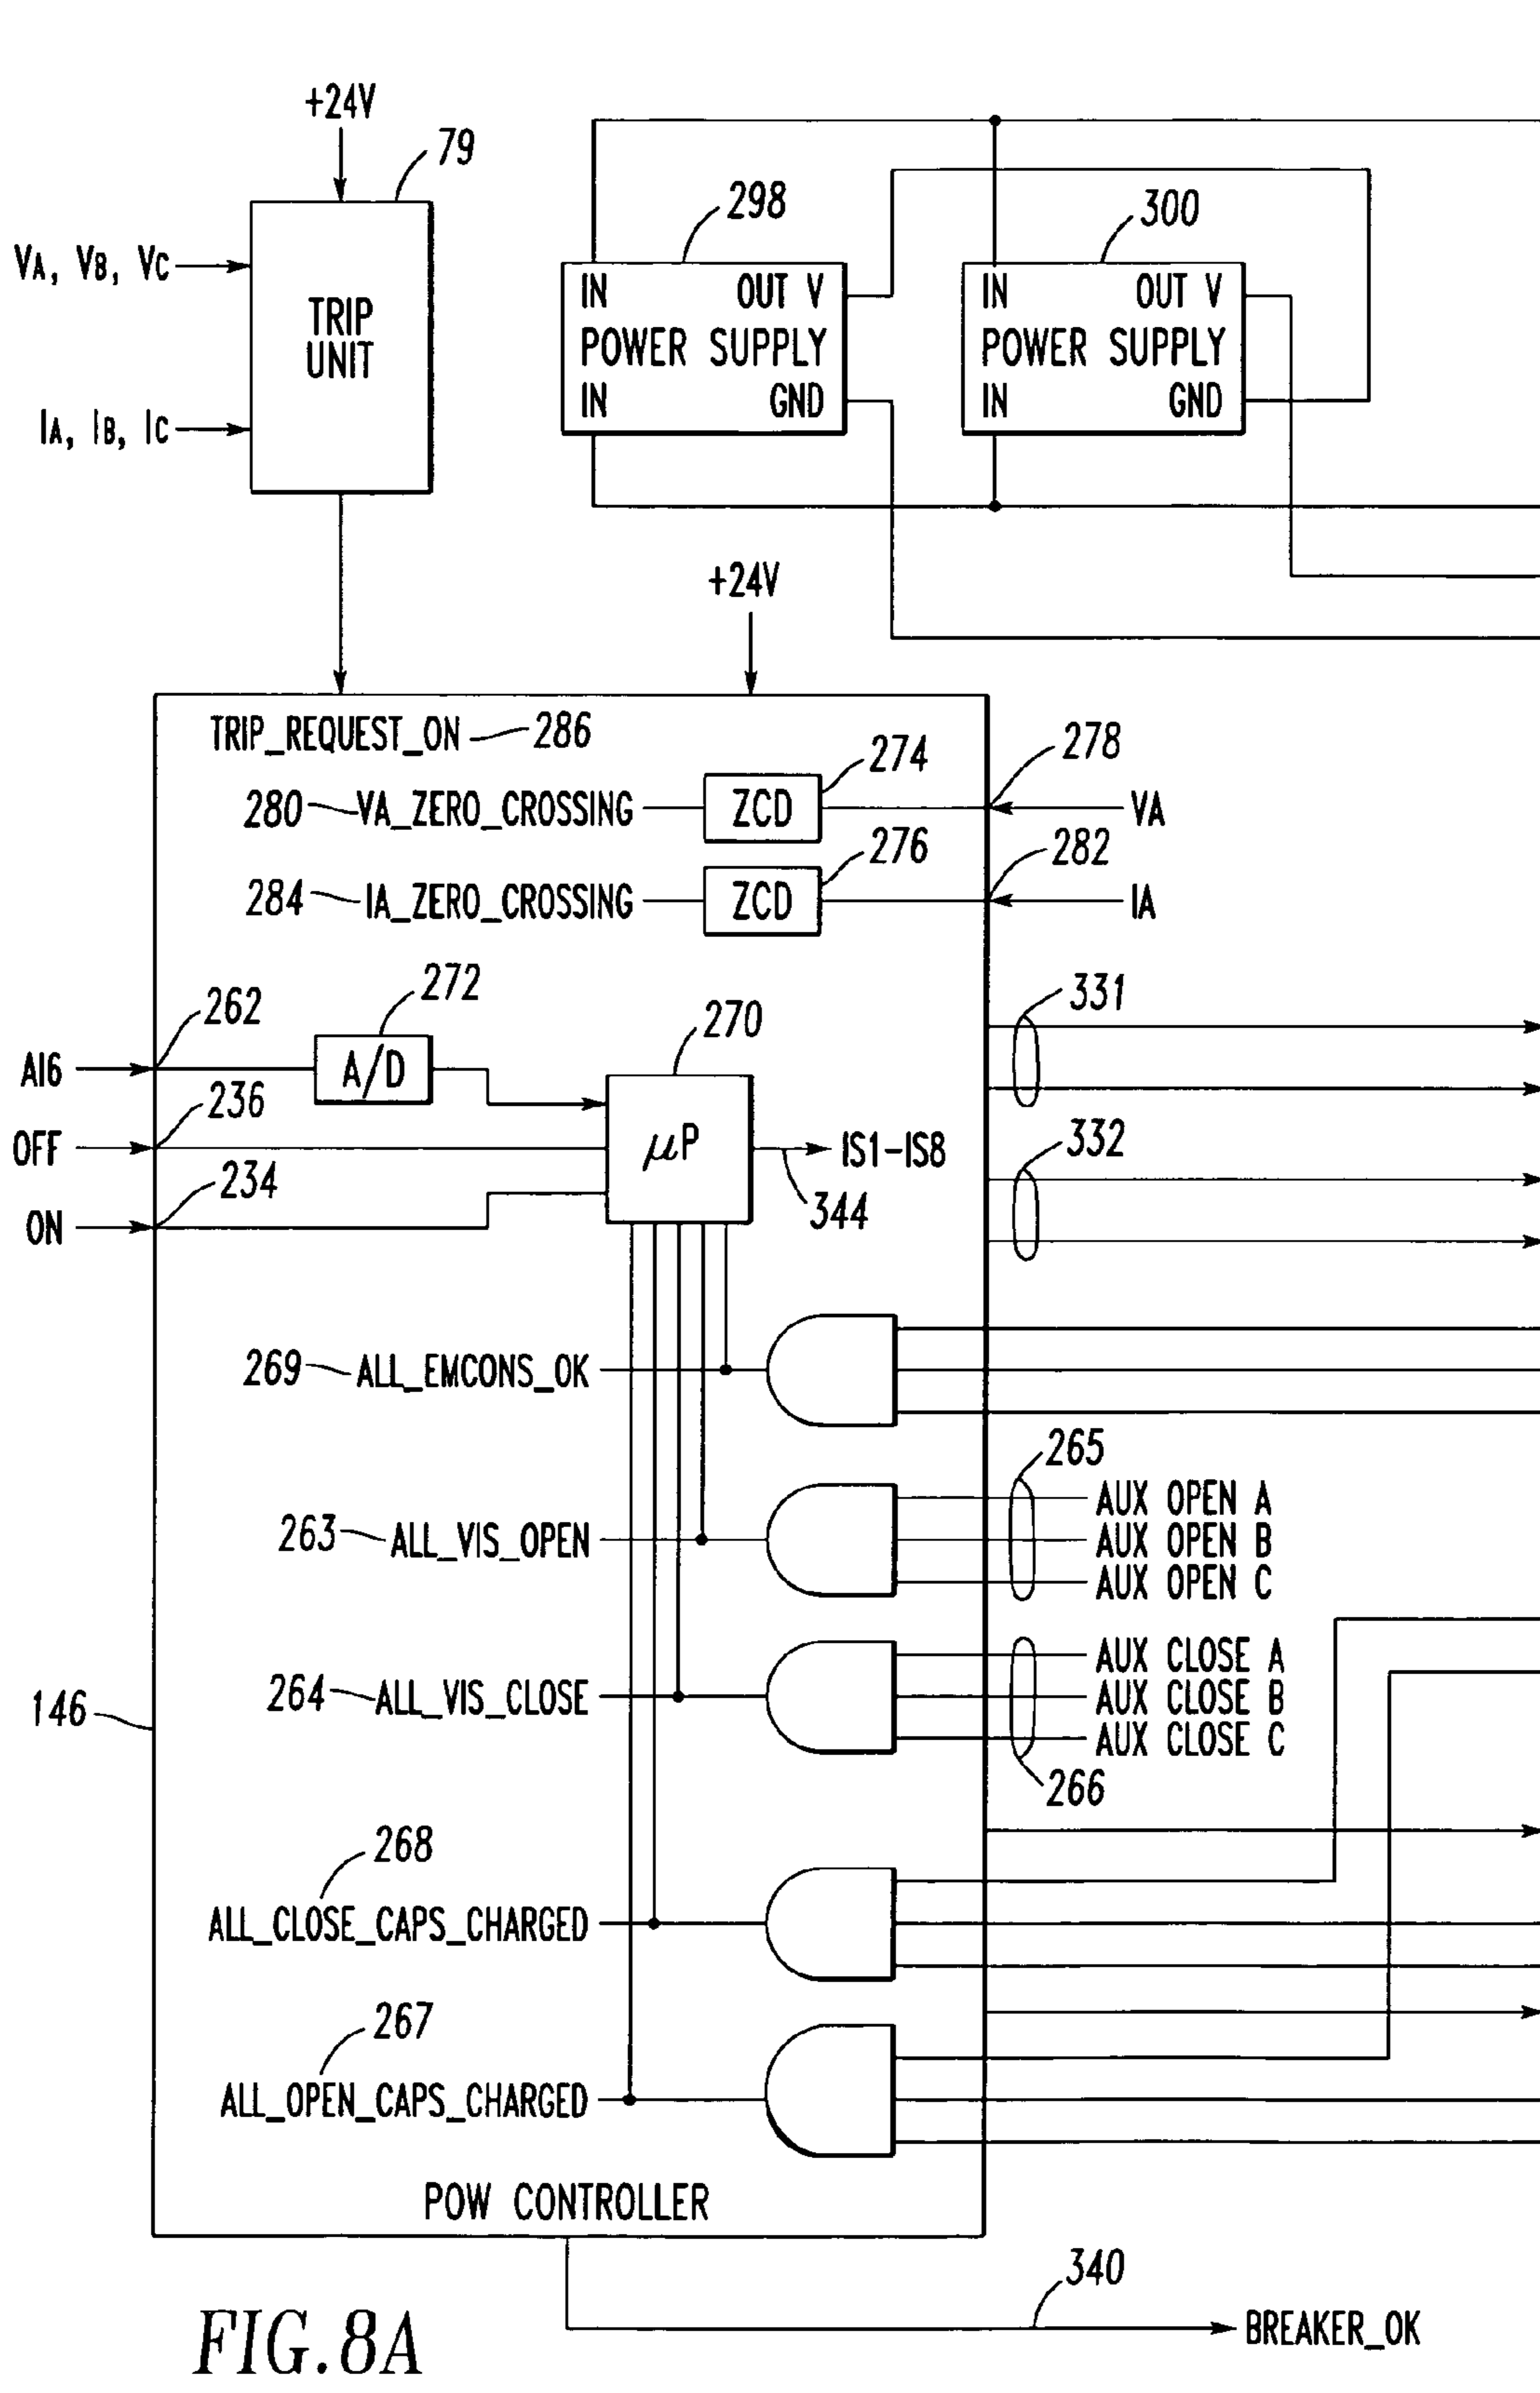 +24V
79
VA, VB, VC
TRIP
UNIT
IA, IB, IC
298
300
IN OUT V
POWER SUPPLY
IN GND
IN OUT V
POWER SUPPLY
IN GND
+24V
TRIP_REQUEST_ON 286
274
278
280 VA_ZERO_CROSSING ZCD VA
276
282
284 IA_ZERO_CROSSING ZCD IA
262
272
270
331
AI6 A/D
236
332
OFF μP IS1-IS8
234
344
ON
269 ALL_EMCONS_OK
265
AUX OPEN A
263 ALL_VIS_OPEN AUX OPEN B
AUX OPEN C
AUX CLOSE A
264 ALL_VIS_CLOSE AUX CLOSE B
146
AUX CLOSE C
266
268
ALL_CLOSE_CAPS_CHARGED
267
ALL_OPEN_CAPS_CHARGED
POW CONTROLLER
340
BREAKER_OK
FIG.8A